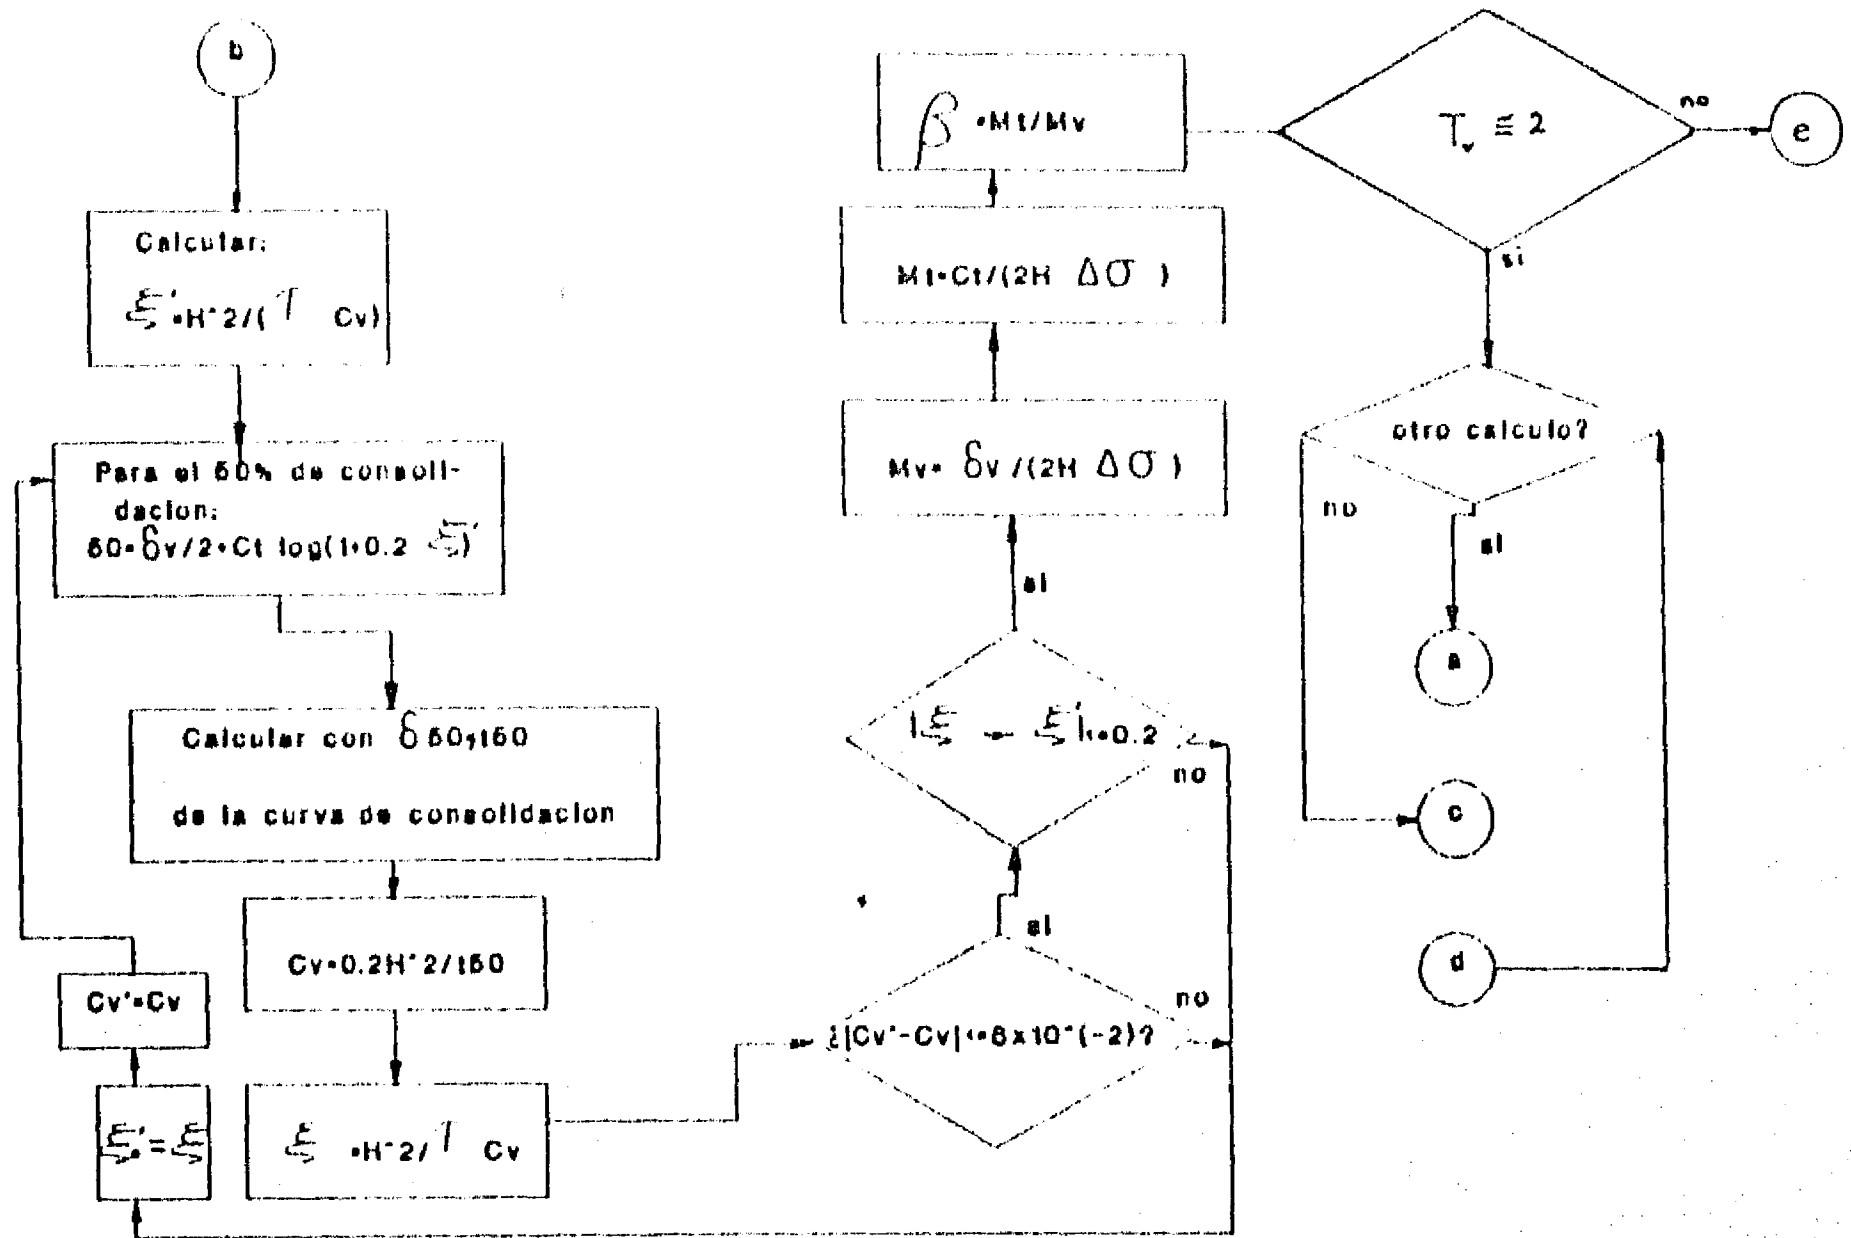 b
Calcular:
ξ'=H^2/(τ Cv)
Para el 50% de consoli-
dacion:
50=δv/2+Ct log(1+0.2 ξ)'
Calcular con δ50,t50
de la curva de consolidacion
Cv=0.2H^2/t50
ξ =H^2/τ Cv
Cv'=Cv
ξ'=ξ
¿|Cv'-Cv|<=6x10^(-2)?
si
no
|ξ - ξ'|<=0.2
no
si
Mv= δv/(2H Δσ )
Mt=Ct/(2H Δσ )
β =Mt/Mv
Tv ≦ 2
no
e
si
otro calculo?
no
si
a
c
d